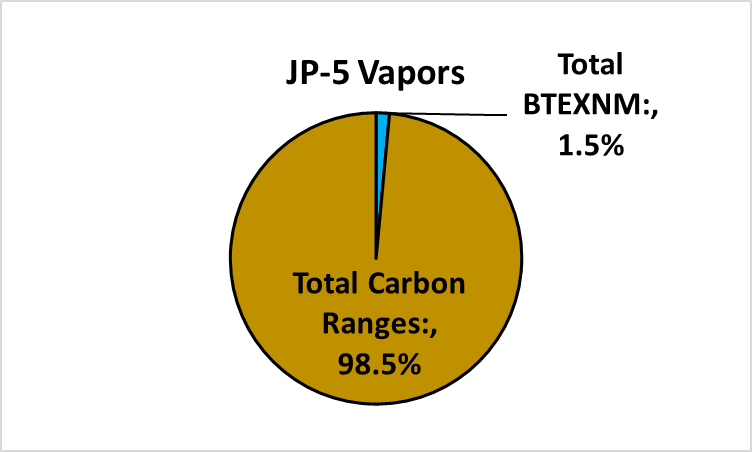 JP-5 Vapors
Total
BTEXNM:,
1.5%
Total Carbon
Ranges:,
98.5%